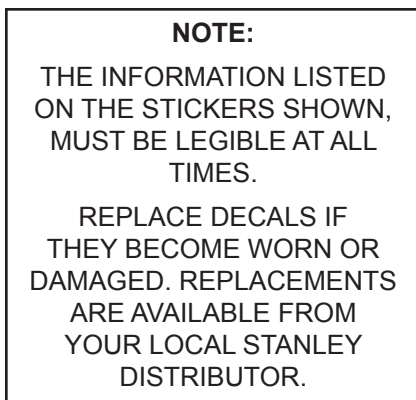 NOTE:
THE INFORMATION LISTED
ON THE STICKERS SHOWN,
MUST BE LEGIBLE AT ALL
TIMES.
REPLACE DECALS IF
THEY BECOME WORN OR
DAMAGED. REPLACEMENTS
ARE AVAILABLE FROM
YOUR LOCAL STANLEY
DISTRIBUTOR.